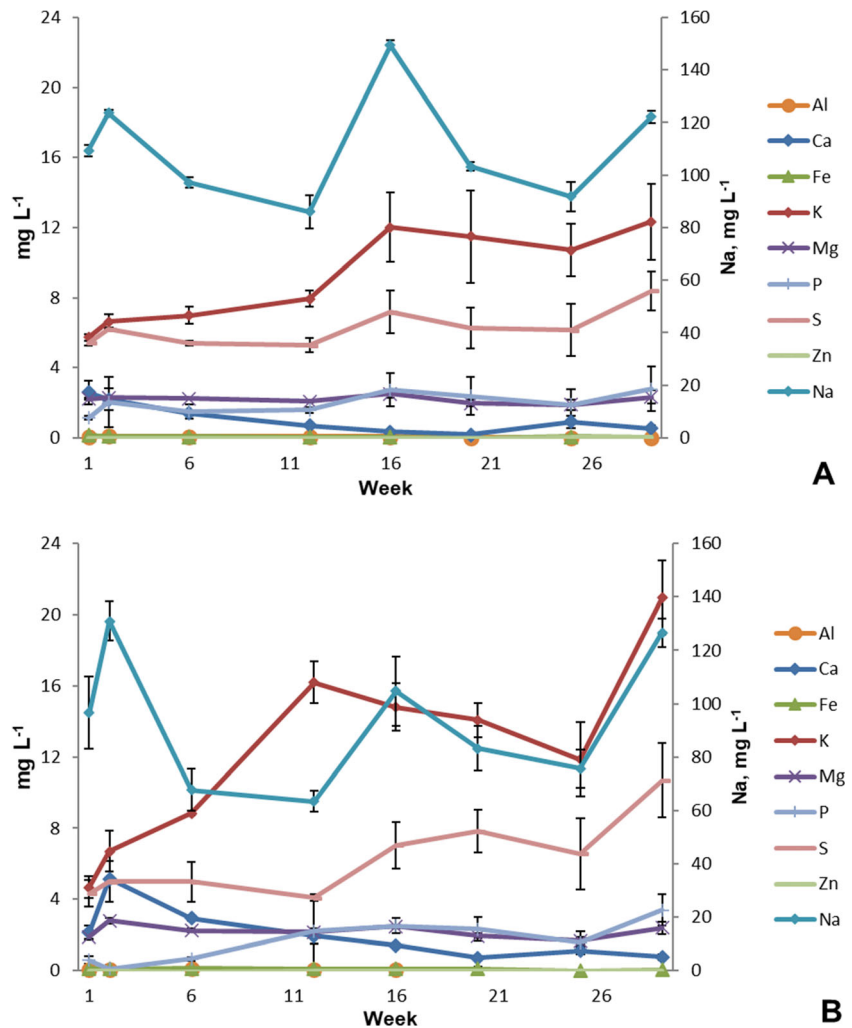 24
20
16
12
8
4
0
mg L-1
160
140
120
100
80
60
40
20
0
Na, mg L-1
1 6 11 16 21 26
Week
Al
Ca
Fe
K
Mg
P
S
Zn
Na
A
24
20
16
12
8
4
0
mg L-1
160
140
120
100
80
60
40
20
0
Na, mg L-1
1 6 11 16 21 26
Week
Al
Ca
Fe
K
Mg
P
S
Zn
Na
B